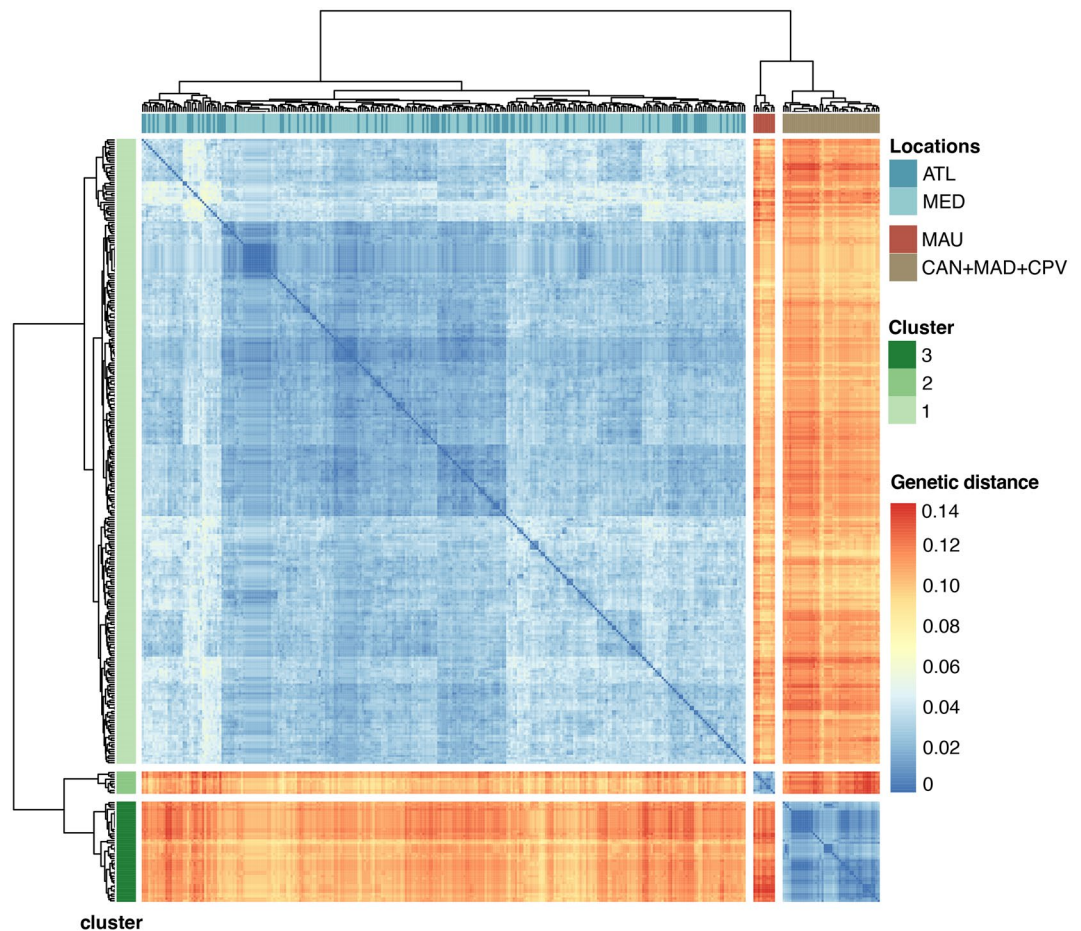 Locations
ATL
MED
MAU
CAN+MAD+CPV
Cluster
3
2
1
Genetic distance
0.14
0.12
0.10
0.08
0.06
0.04
0.02
0
cluster